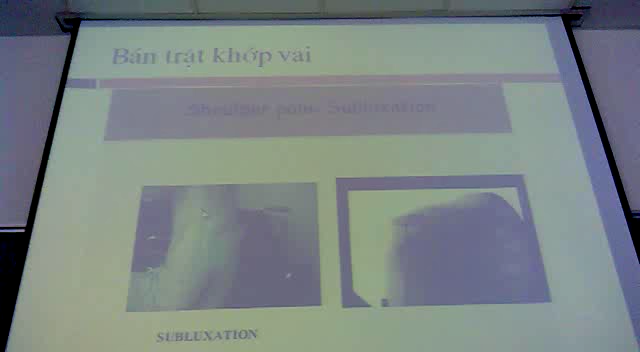 Bán trật khớp vai
Shoulder pain- Subluxation
SUBLUXATION